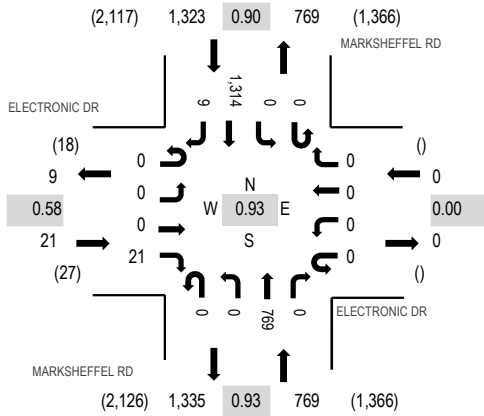 (2,117) 1,323 0.90 769 (1,366)
MARKSHEFFEL RD
ELECTRONIC DR
9 1,314 0 0
(18) 0 0 ()
9 0 0 0
0.58 0 W N 0.93 S E 0 0.00
21 21 0 0
(27) ()
0 0 769 0
ELECTRONIC DR
MARKSHEFFEL RD
(2,126) 1,335 0.93 769 (1,366)